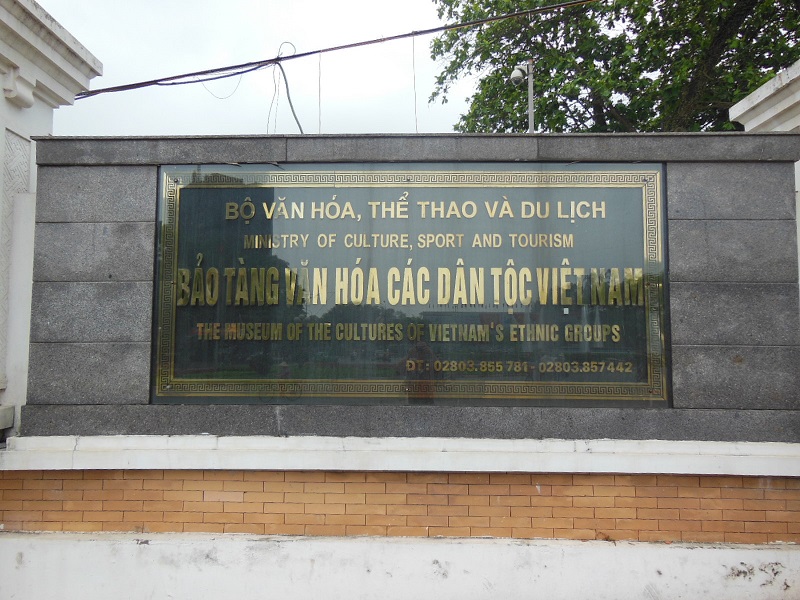 BỘ VĂN HÓA, THỂ THAO VÀ DU LỊCH
MINISTRY OF CULTURE, SPORT AND TOURISM
BẢO TÀNG VĂN HÓA CÁC DÂN TỘC VIỆT NAM
THE MUSEUM OF THE CULTURES OF VIETNAM'S ETHNIC GROUPS
ĐT: 02803.855 781 - 02803.857442